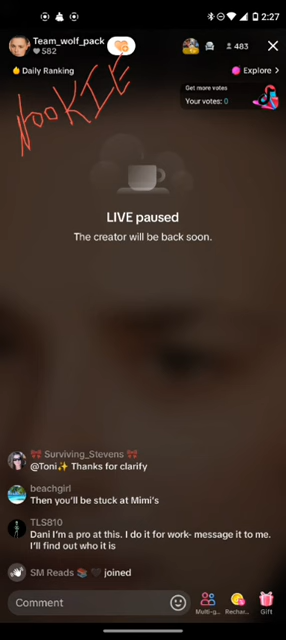 2:27
Team_wolf_pack
582
483
Daily Ranking
Explore >
Get more votes
Your votes: 0
NooKIE
LIVE paused
The creator will be back soon.
Surviving_Stevens
@Toni✨ Thanks for clarify
beachgirl
Then you'll be stuck at Mimi's
TLS810
Dani I'm a pro at this. I do it for work- message it to me. I'll find out who it is
SM Reads 📚🖤 joined
Comment
Multi-g...
Rechar...
Gift